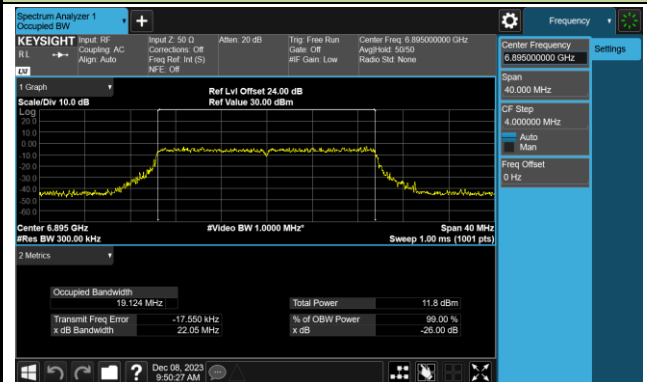 Spectrum Analyzer 1
Occupied BW
+
Frequency
KEYSIGHT
R L
LXI
Input: RF
Coupling: AC
Align: Auto
Input Z: 50 Ω
Corrections: Off
Freq Ref: Int (S)
NFE: Off
Atten: 20 dB
Trig: Free Run
Gate: Off
#IF Gain: Low
Center Freq: 6.895000000 GHz
Avg|Hold: 50/50
Radio Std: None
Center Frequency
6.895000000 GHz
Settings
Span
40.000 MHz
CF Step
4.000000 MHz
Auto
Man
Freq Offset
0 Hz
1 Graph
Scale/Div 10.0 dB
Ref Lvl Offset 24.00 dB
Ref Value 30.00 dBm
Log
20.0
10.0
0.00
-10.0
-20.0
-30.0
-40.0
-50.0
-60.0
Center 6.895 GHz
#Res BW 300.00 kHz
#Video BW 1.0000 MHz*
Span 40 MHz
Sweep 1.00 ms (1001 pts)
2 Metrics
Occupied Bandwidth
19.124 MHz
Total Power 11.8 dBm
Transmit Freq Error -17.550 kHz
% of OBW Power 99.00 %
x dB Bandwidth 22.05 MHz
x dB -26.00 dB
?
Dec 08, 2023
9:50:27 AM